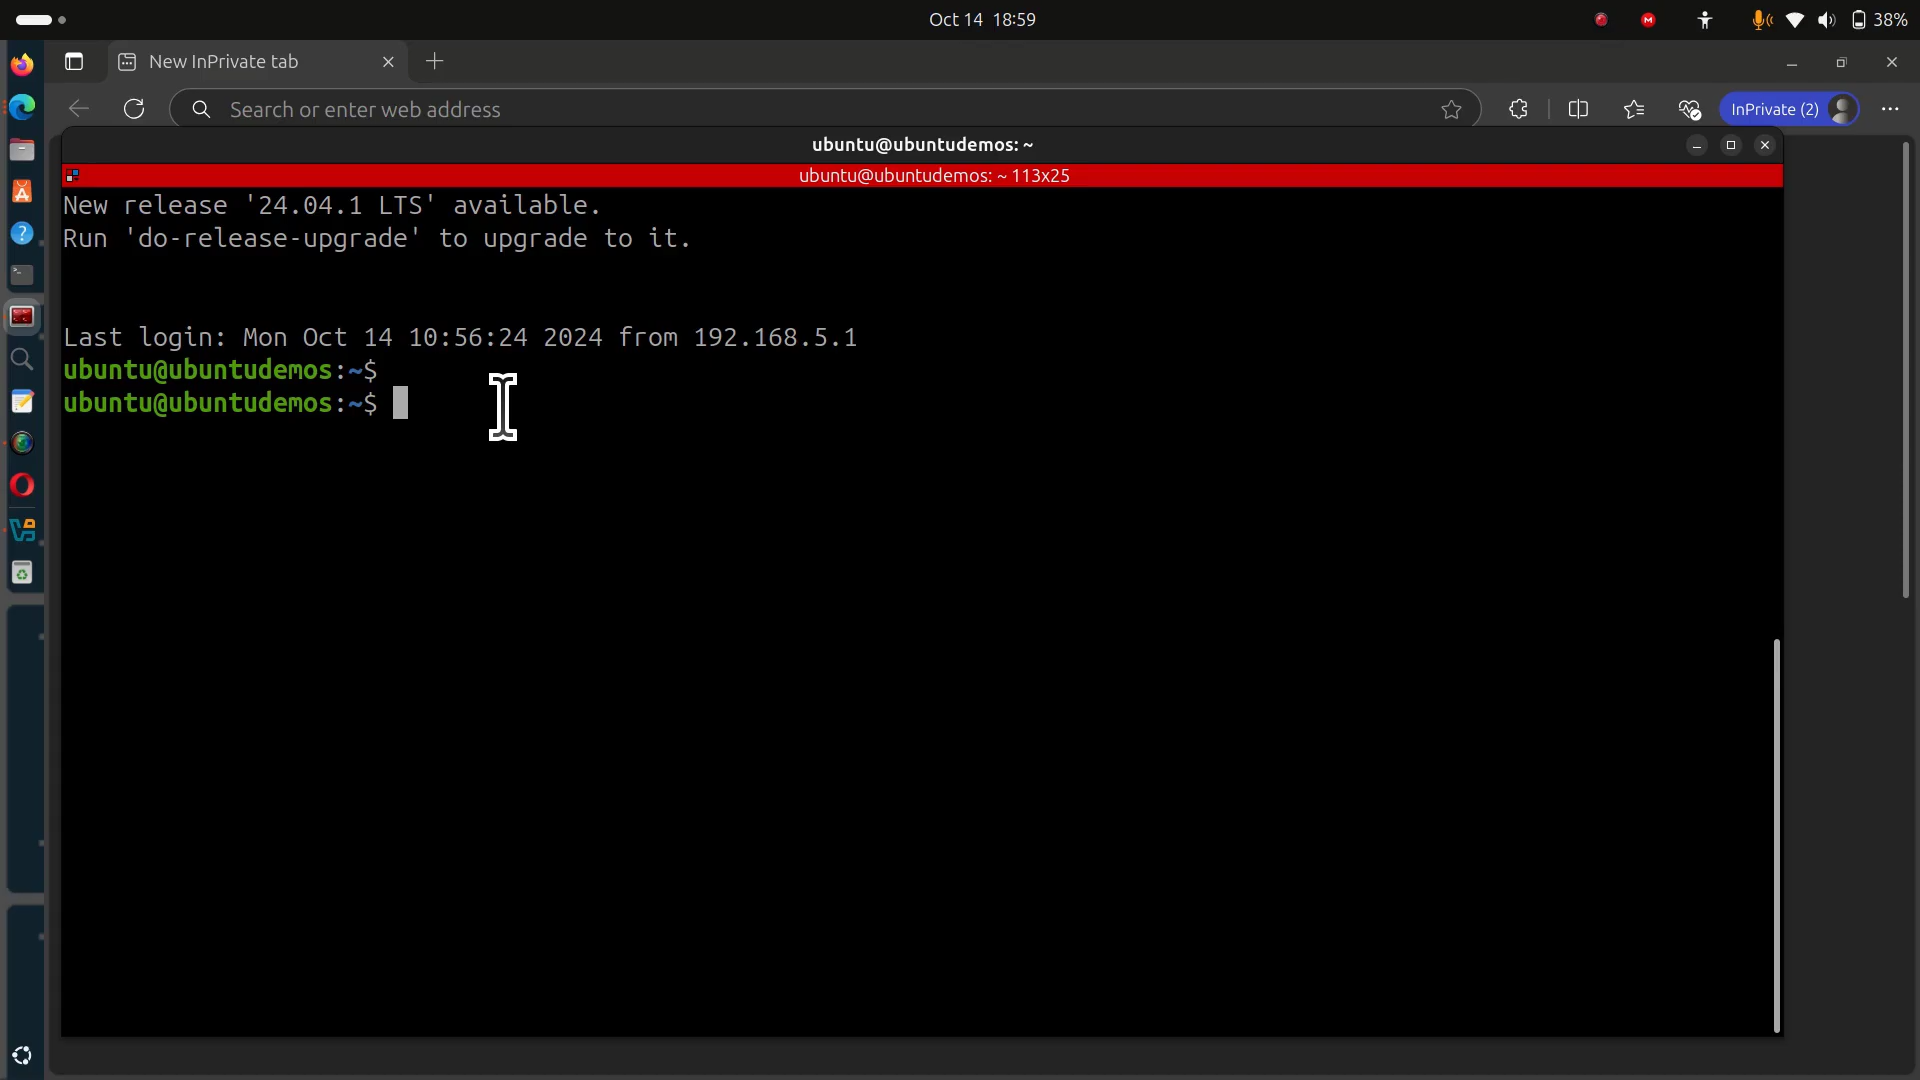 Oct 14 18:59
38%
New InPrivate tab
Search or enter web address
InPrivate (2)
ubuntu@ubuntudemos: ~
ubuntu@ubuntudemos: ~ 113x25
New release '24.04.1 LTS' available.
Run 'do-release-upgrade' to upgrade to it.
Last login: Mon Oct 14 10:56:24 2024 from 192.168.5.1
ubuntu@ubuntudemos:~$
ubuntu@ubuntudemos:~$